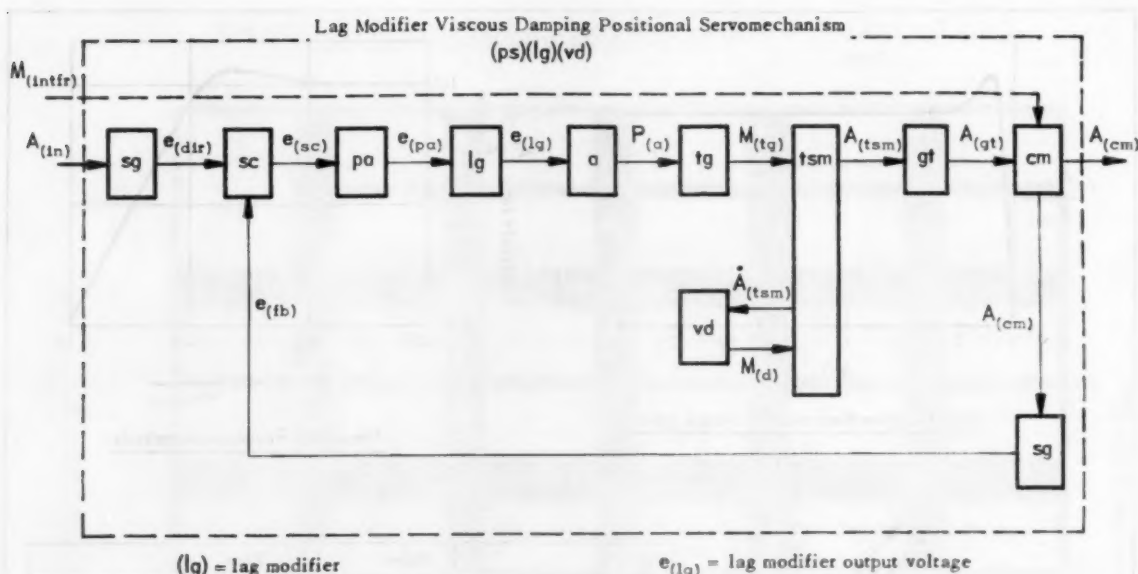 Lag Modifier Viscous Damping Positional Servomechanism
(ps)(lg)(vd)
M(intfr)
A(in)
sg
e(dir)
sc
e(sc)
pa
e(pa)
lg
e(lg)
a
P(a)
tg
M(tg)
tsm
A(tsm)
gt
A(gt)
cm
A(cm)
e(fb)
Ȧ(tsm)
vd
M(d)
A(cm)
sg
(lg) = lag modifier
e(lg) = lag modifier output voltage